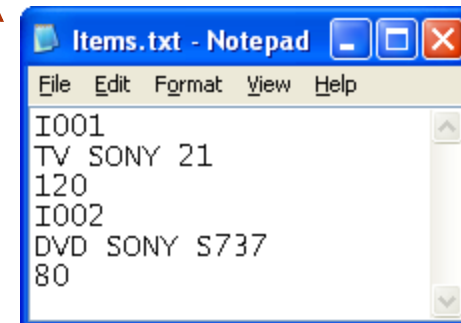 Items.txt - Notepad
File Edit Format View Help
I001
TV SONY 21
120
I002
DVD SONY S737
80